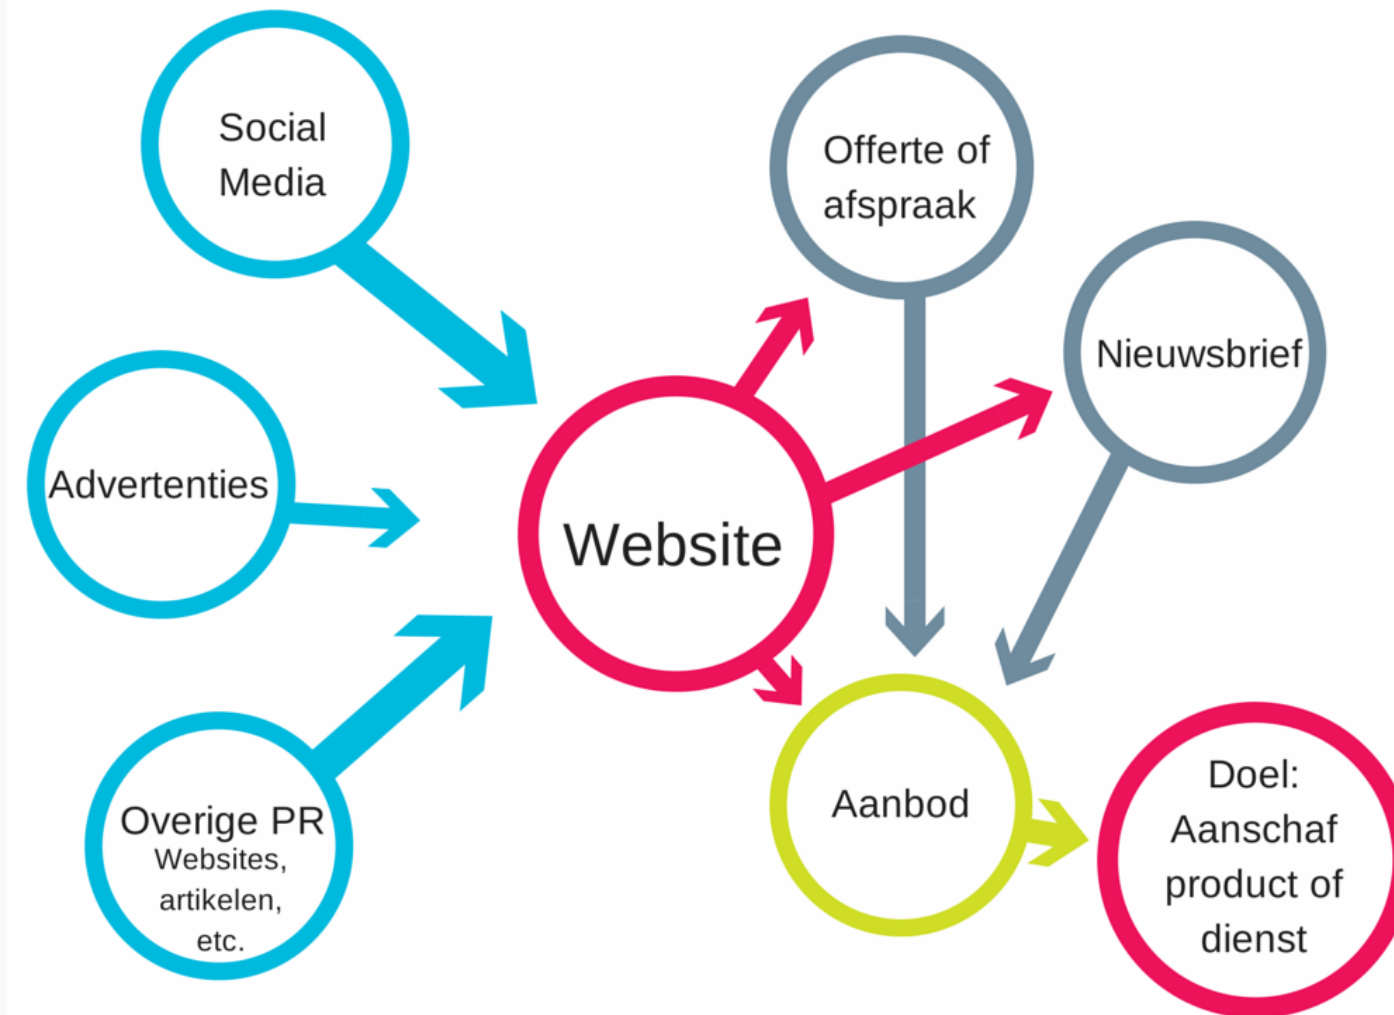 Social
Media
Offerte of
afspraak
Nieuwsbrief
Advertenties
Website
Overige PR
Websites,
artikelen,
etc.
Aanbod
Doel:
Aanschaf
product of
dienst